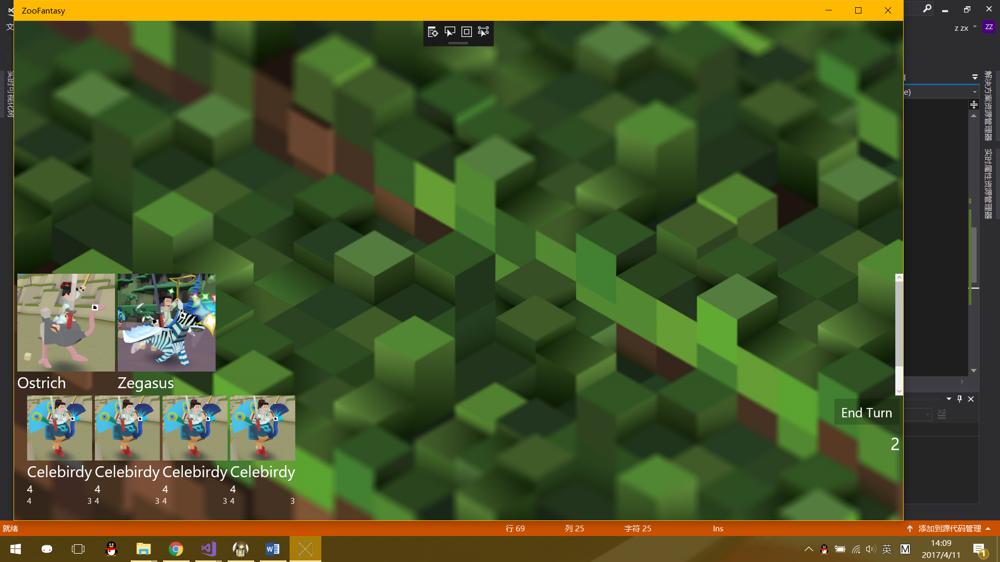 ZooFantasy
文
z zx
ZZ
实时可视化树
e)
解决方案资源管理器
实时属性资源管理器
Ostrich
Zegasus
End Turn
2
Celebirdy
Celebirdy
Celebirdy
Celebirdy
4
4
4
4
4
3
4
3
4
3
4
3
就绪
行 69
列 25
字符 25
Ins
添加到源代码管理
英
M
14:09
2017/4/11
1